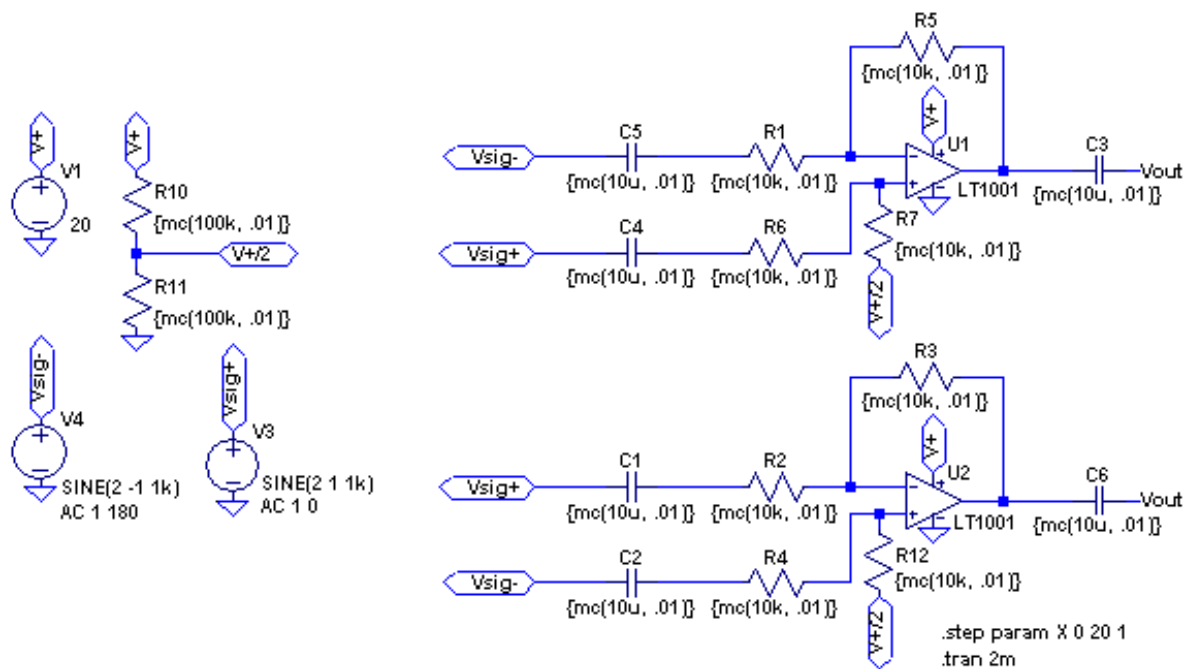 R5
{mc(10k, .01)}
V+
V+
V+
C5
R1
U1
C3
V1
Vsig-
Vout
20
R10
{mc(100k, .01)}
{mc(10u, .01)}
{mc(10k, .01)}
LT1001
{mc(10u, .01)}
C4
R6
R7
V+/2
Vsig+
{mc(10k, .01)}
R11
{mc(10u, .01)}
{mc(10k, .01)}
V+/2
{mc(100k, .01)}
R3
{mc(10k, .01)}
Vsig-
Vsig+
V+
V4
V3
C1
R2
U2
C6
Vsig+
Vout
SINE(2 -1 1k)
AC 1 180
SINE(2 1 1k)
AC 1 0
{mc(10u, .01)}
{mc(10k, .01)}
LT1001
{mc(10u, .01)}
C2
R4
R12
Vsig-
{mc(10k, .01)}
{mc(10u, .01)}
{mc(10k, .01)}
V+/2
.step param X 0 20 1
.tran 2m